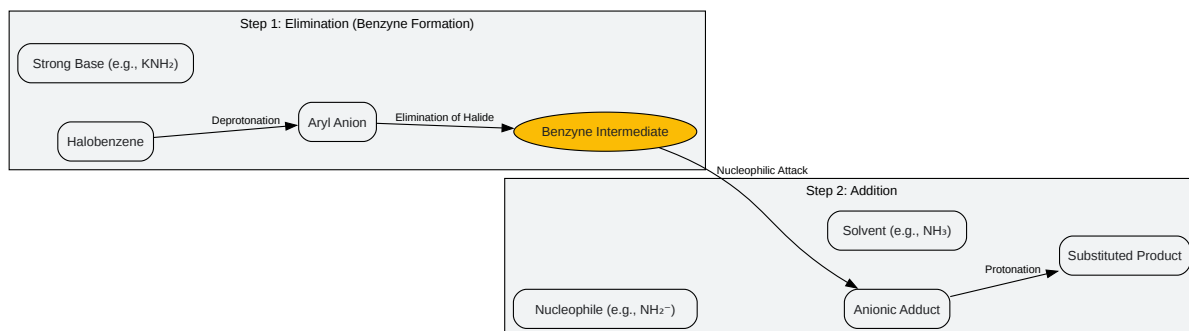 Step 1: Elimination (Benzyne Formation)
Strong Base (e.g., KNH₂)
Halobenzene
Deprotonation
Aryl Anion
Elimination of Halide
Benzyne Intermediate
Nucleophilic Attack
Step 2: Addition
Solvent (e.g., NH₃)
Nucleophile (e.g., NH₂⁻)
Anionic Adduct
Protonation
Substituted Product